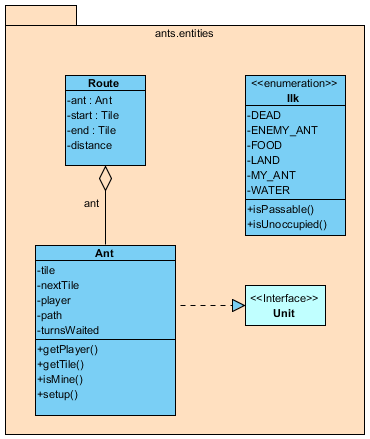 ants.entities
Route
-ant : Ant
-start : Tile
-end : Tile
-distance
<<enumeration>>
Ilk
-DEAD
-ENEMY_ANT
-FOOD
-LAND
-MY_ANT
-WATER
+isPassable()
+isUnoccupied()
ant
Ant
-tile
-nextTile
-player
-path
-turnsWaited
+getPlayer()
+getTile()
+isMine()
+setup()
<<Interface>>
Unit